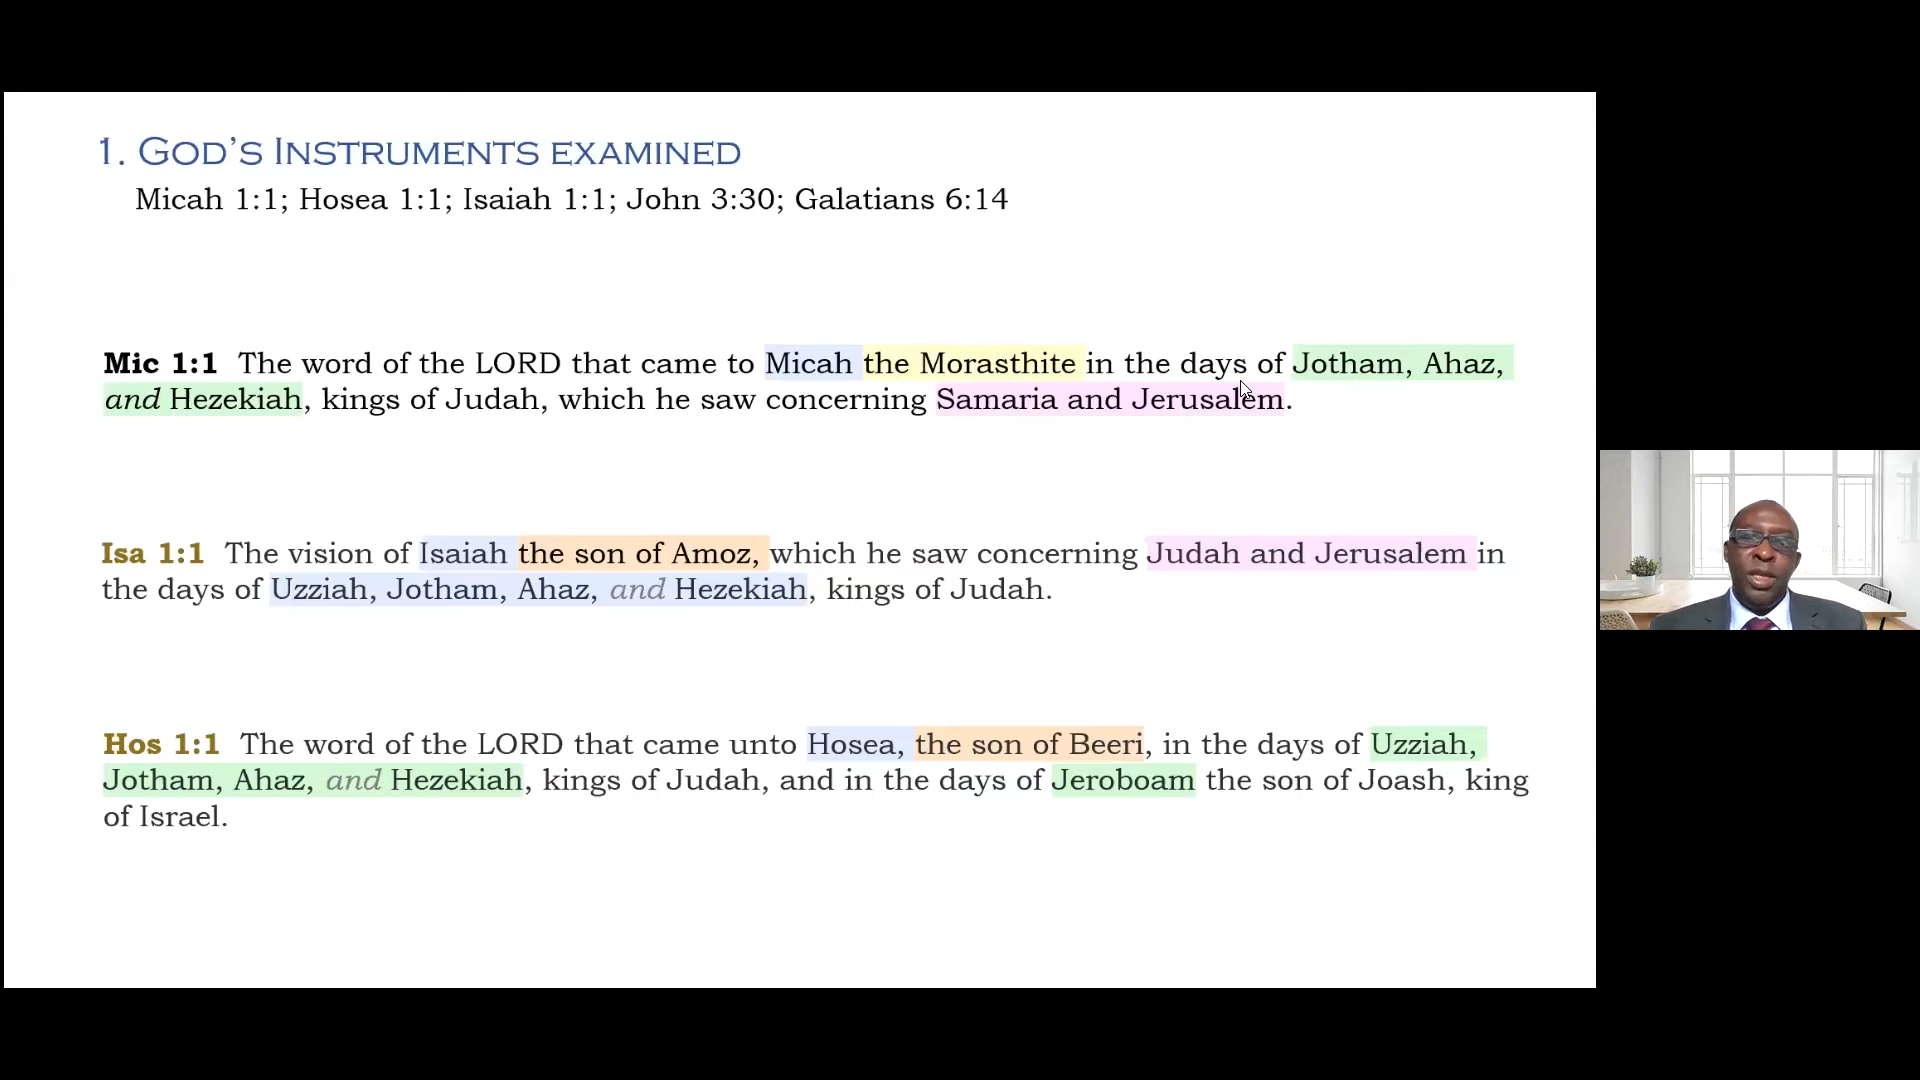 1. God's Instruments examined
Micah 1:1; Hosea 1:1; Isaiah 1:1; John 3:30; Galatians 6:14
Mic 1:1 The word of the LORD that came to Micah the Morasthite in the days of Jotham, Ahaz,
and Hezekiah, kings of Judah, which he saw concerning Samaria and Jerusalem.
Isa 1:1 The vision of Isaiah the son of Amoz, which he saw concerning Judah and Jerusalem in
the days of Uzziah, Jotham, Ahaz, and Hezekiah, kings of Judah.
Hos 1:1 The word of the LORD that came unto Hosea, the son of Beeri, in the days of Uzziah,
Jotham, Ahaz, and Hezekiah, kings of Judah, and in the days of Jeroboam the son of Joash, king
of Israel.